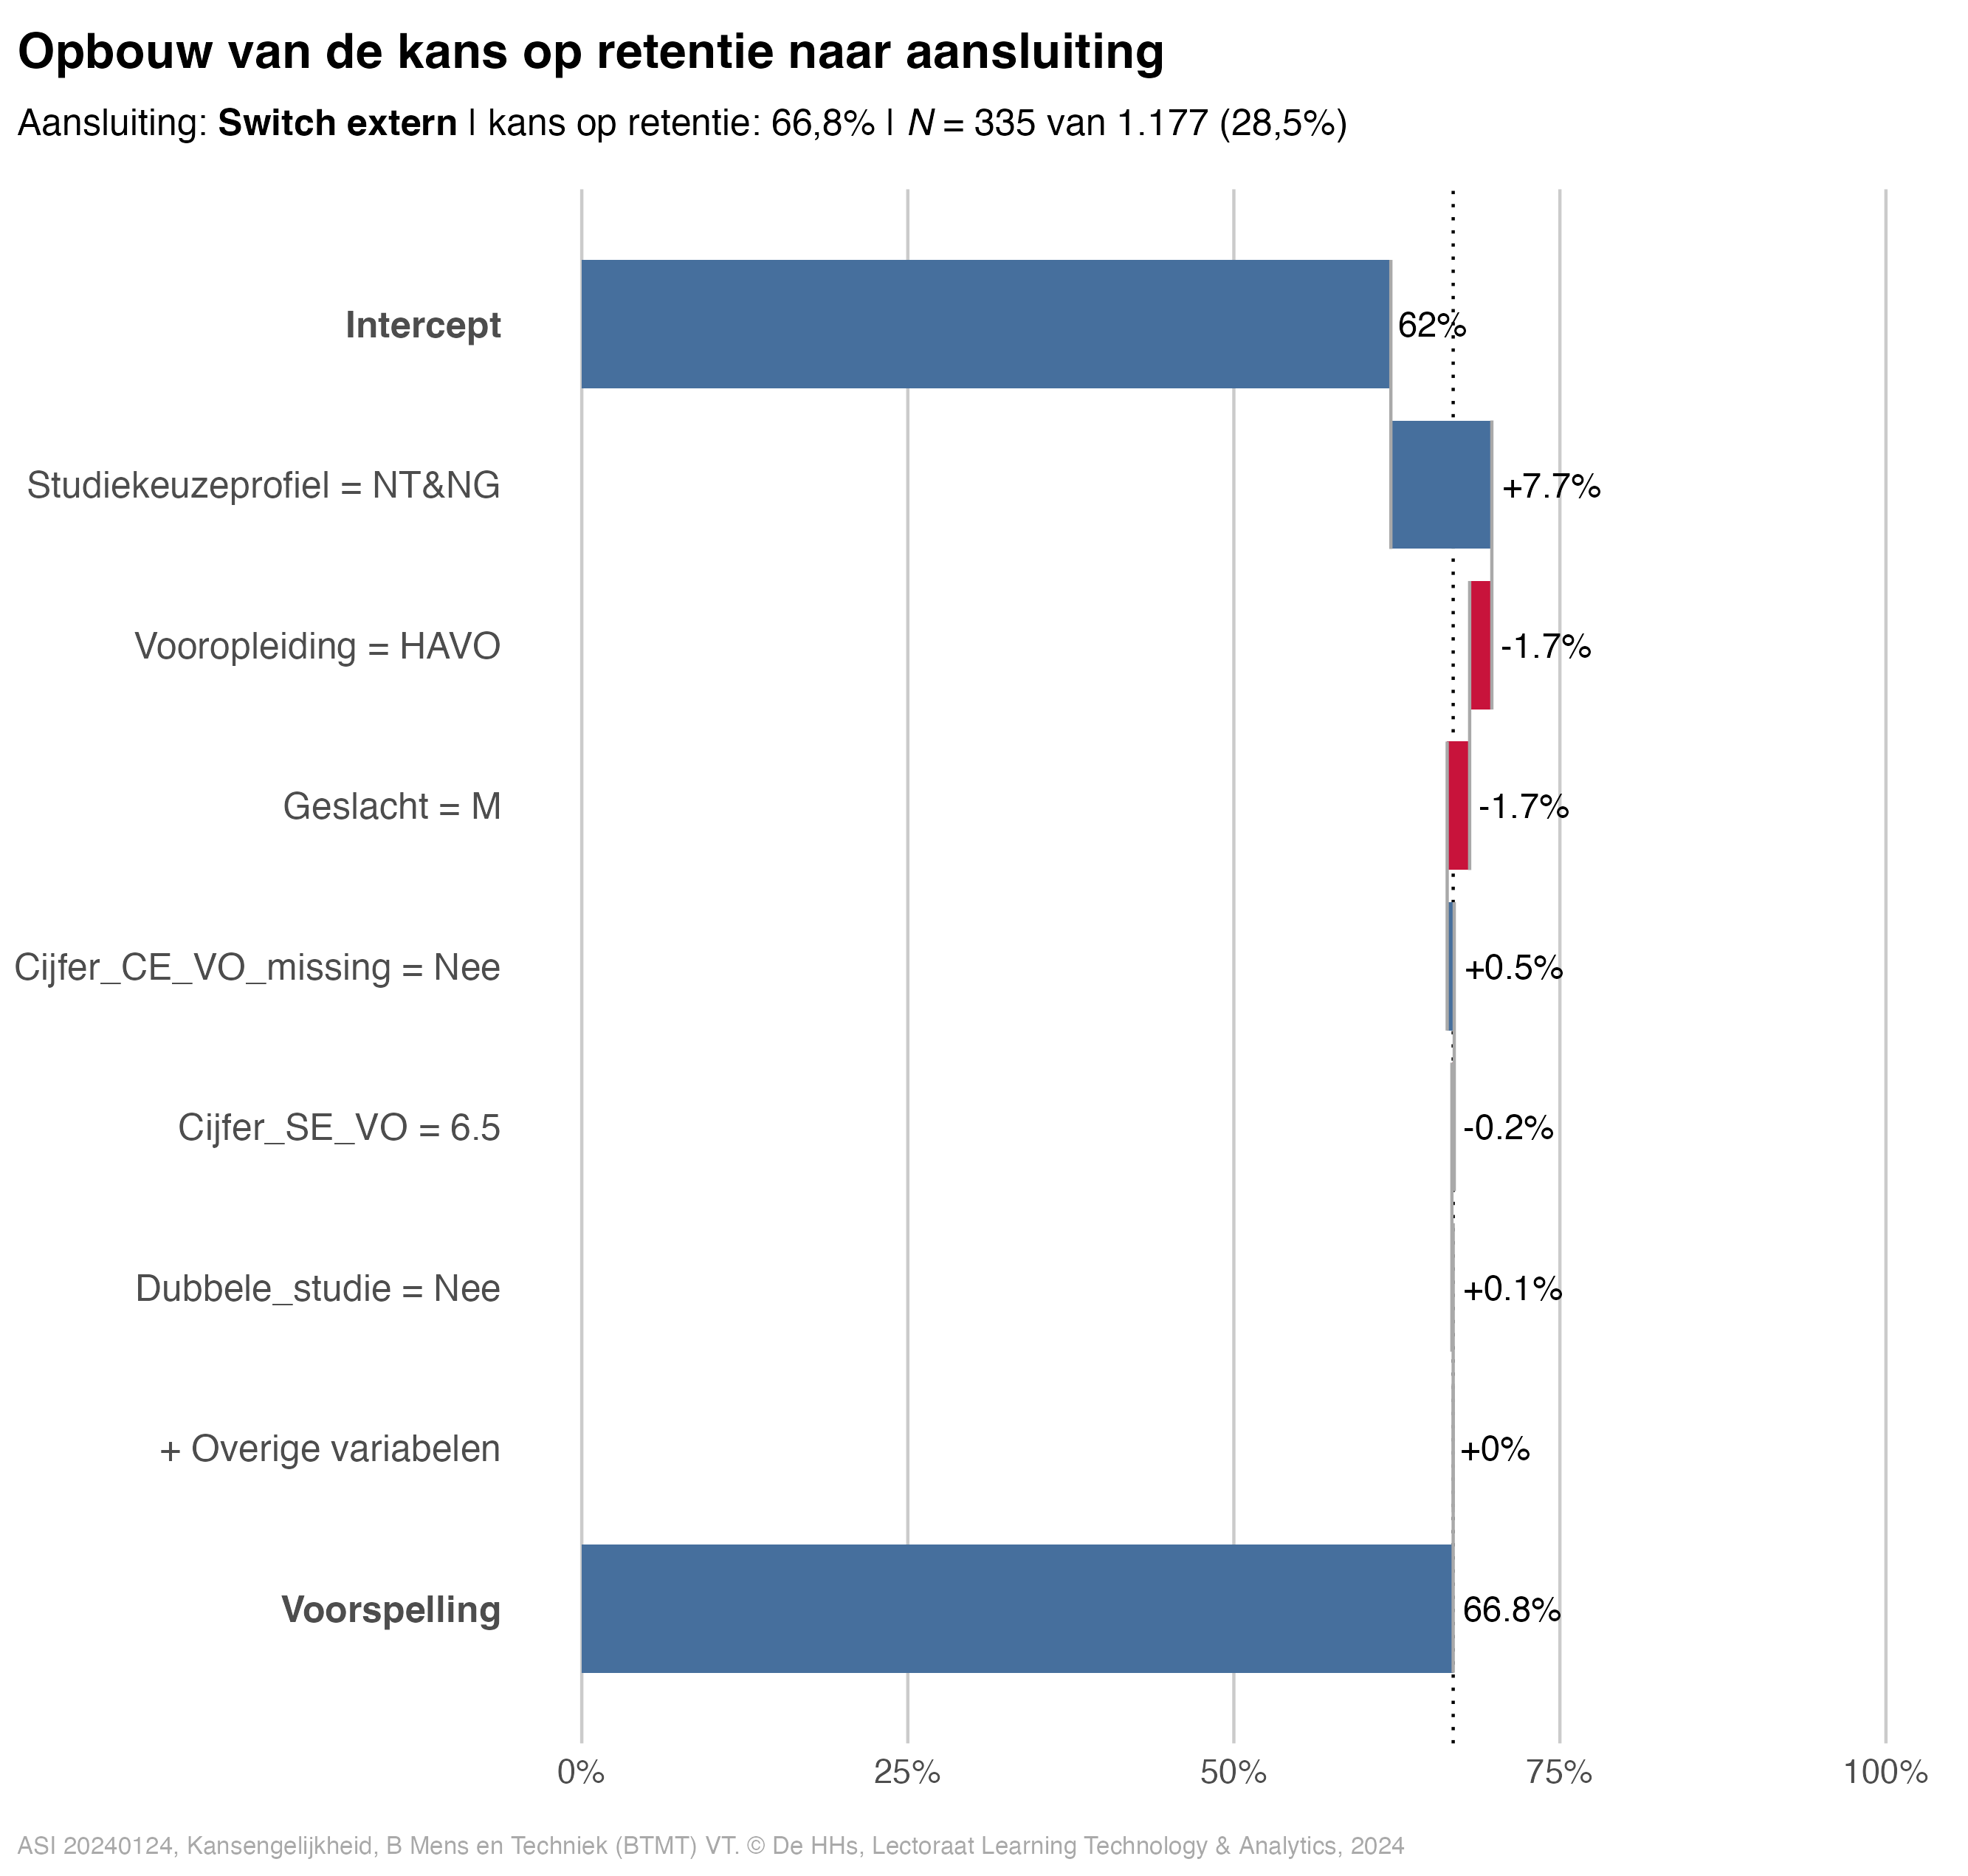 Opbouw van de kans op retentie naar aansluiting
Aansluiting: Switch extern | kans op retentie: 66,8% | N = 335 van 1.177 (28,5%)
Intercept
62%
Studiekeuzeprofiel = NT&NG
+7.7%
Vooropleiding = HAVO
-1.7%
Geslacht = M
-1.7%
Cijfer_CE_VO_missing = Nee
+0.5%
Cijfer_SE_VO = 6.5
-0.2%
Dubbele_studie = Nee
+0.1%
+ Overige variabelen
+0%
Voorspelling
66.8%
0%
25%
50%
75%
100%
ASI 20240124, Kansengelijkheid, B Mens en Techniek (BTMT) VT. © De HHs, Lectoraat Learning Technology & Analytics, 2024